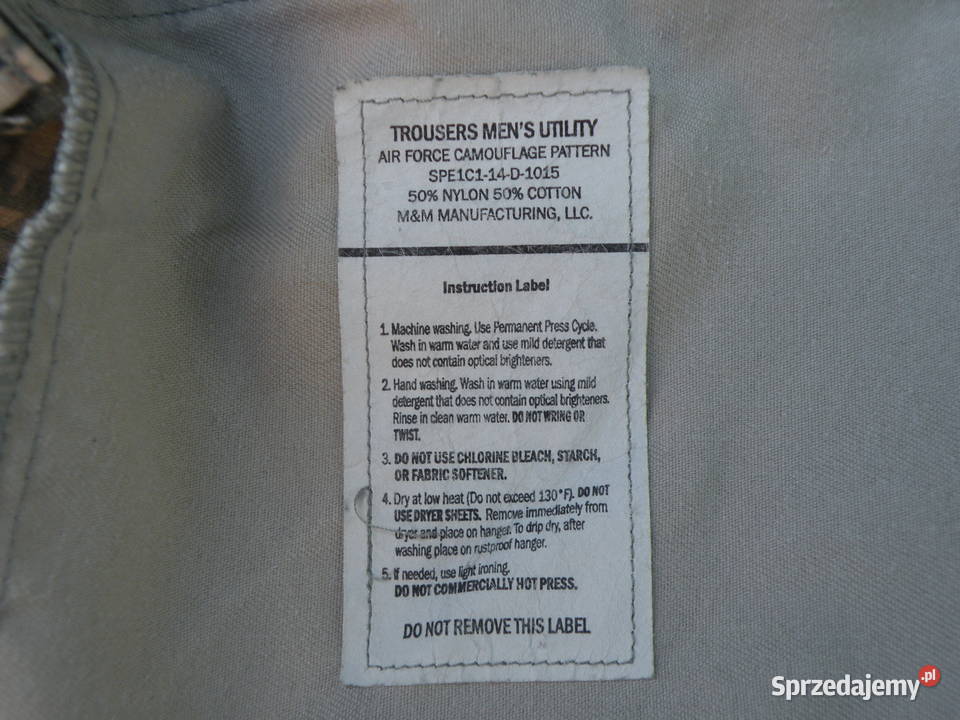 TROUSERS MEN'S UTILITY
AIR FORCE CAMOUFLAGE PATTERN
SPE1C1-14-D-1015
50% NYLON 50% COTTON
M&M MANUFACTURING, LLC.
Instruction Label
1. Machine washing. Use Permanent Press Cycle.
Wash in warm water and use mild detergent that
does not contain optical brighteners.
2. Hand washing. Wash in warm water using mild
detergent that does not contain optical brighteners.
Rinse in clean warm water. DO NOT WRING OR
TWIST.
3. DO NOT USE CHLORINE BLEACH, STARCH,
OR FABRIC SOFTENER.
4. Dry at low heat (Do not exceed 130°F). DO NOT
USE DRYER SHEETS. Remove immediately from
dryer and place on hanger. To drip dry, after
washing place on rustproof hanger.
5. If needed, use light ironing.
DO NOT COMMERCIALLY HOT PRESS.
DO NOT REMOVE THIS LABEL
Sprzedajemy.pl